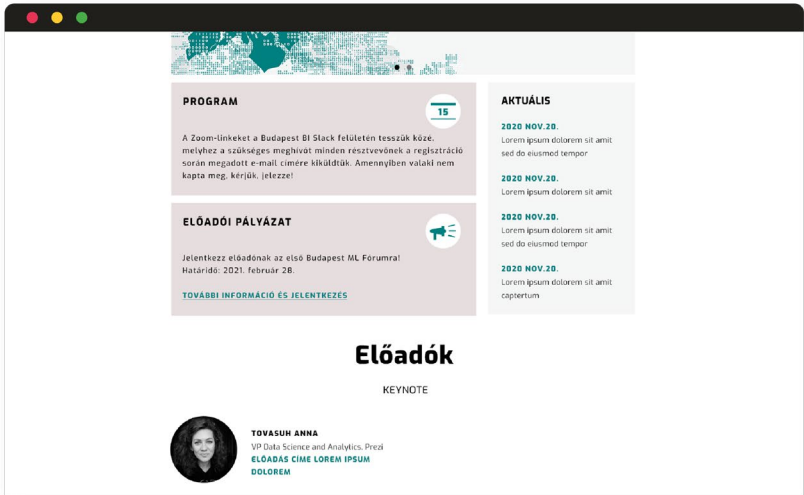 PROGRAM
15
A Zoom-linkeket a Budapest BI Slack felületén tesszük közé,
melyhez a szükséges meghívót minden résztvevőnek a regisztráció
során megadott e-mail címére kiküldtük. Amennyiben valaki nem
kapta meg, kérjük, jelezze!
ELŐADÓI PÁLYÁZAT
Jelentkezz előadónak az első Budapest ML Fórumra!
Határidő: 2021. február 28.
TOVÁBBI INFORMÁCIÓ ÉS JELENTKEZÉS
AKTUÁLIS
2020 NOV.20.
Lorem ipsum dolorem sit amit
sed do eiusmod tempor
2020 NOV.20.
Lorem ipsum dolorem sit amit
2020 NOV.20.
Lorem ipsum dolorem sit amit
sed do eiusmod tempor
2020 NOV.20.
Lorem ipsum dolorem sit amit
captertum
Előadók
KEYNOTE
TOVASUH ANNA
VP Data Science and Analytics, Prezi
ELŐADÁS CÍME LOREM IPSUM
DOLOREM